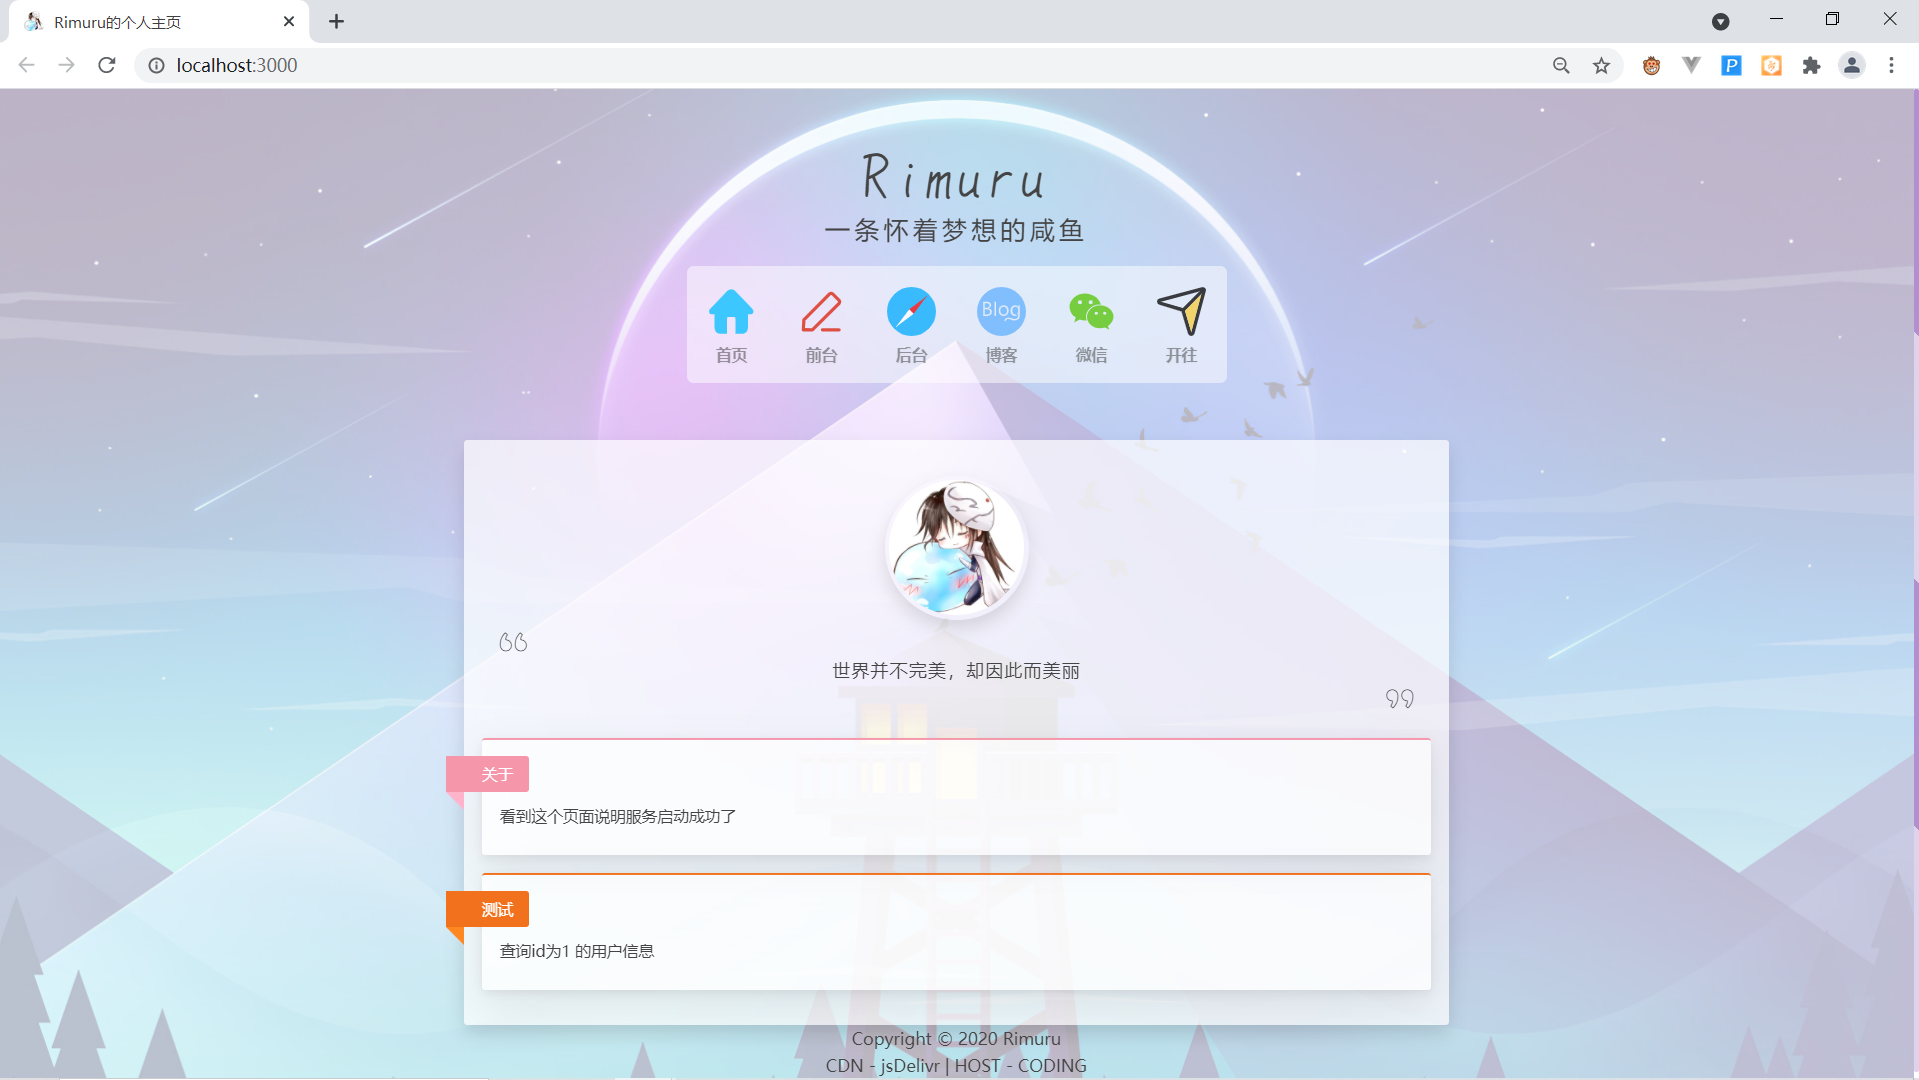 Rimuru的个人主页
localhost:3000
Rimuru
一条怀着梦想的咸鱼
Blog
首页 前台 后台 博客 微信 开往
世界并不完美，却因此而美丽
关于
看到这个页面说明服务启动成功了
测试
查询id为1 的用户信息
Copyright © 2020 Rimuru
CDN - jsDelivr | HOST - CODING